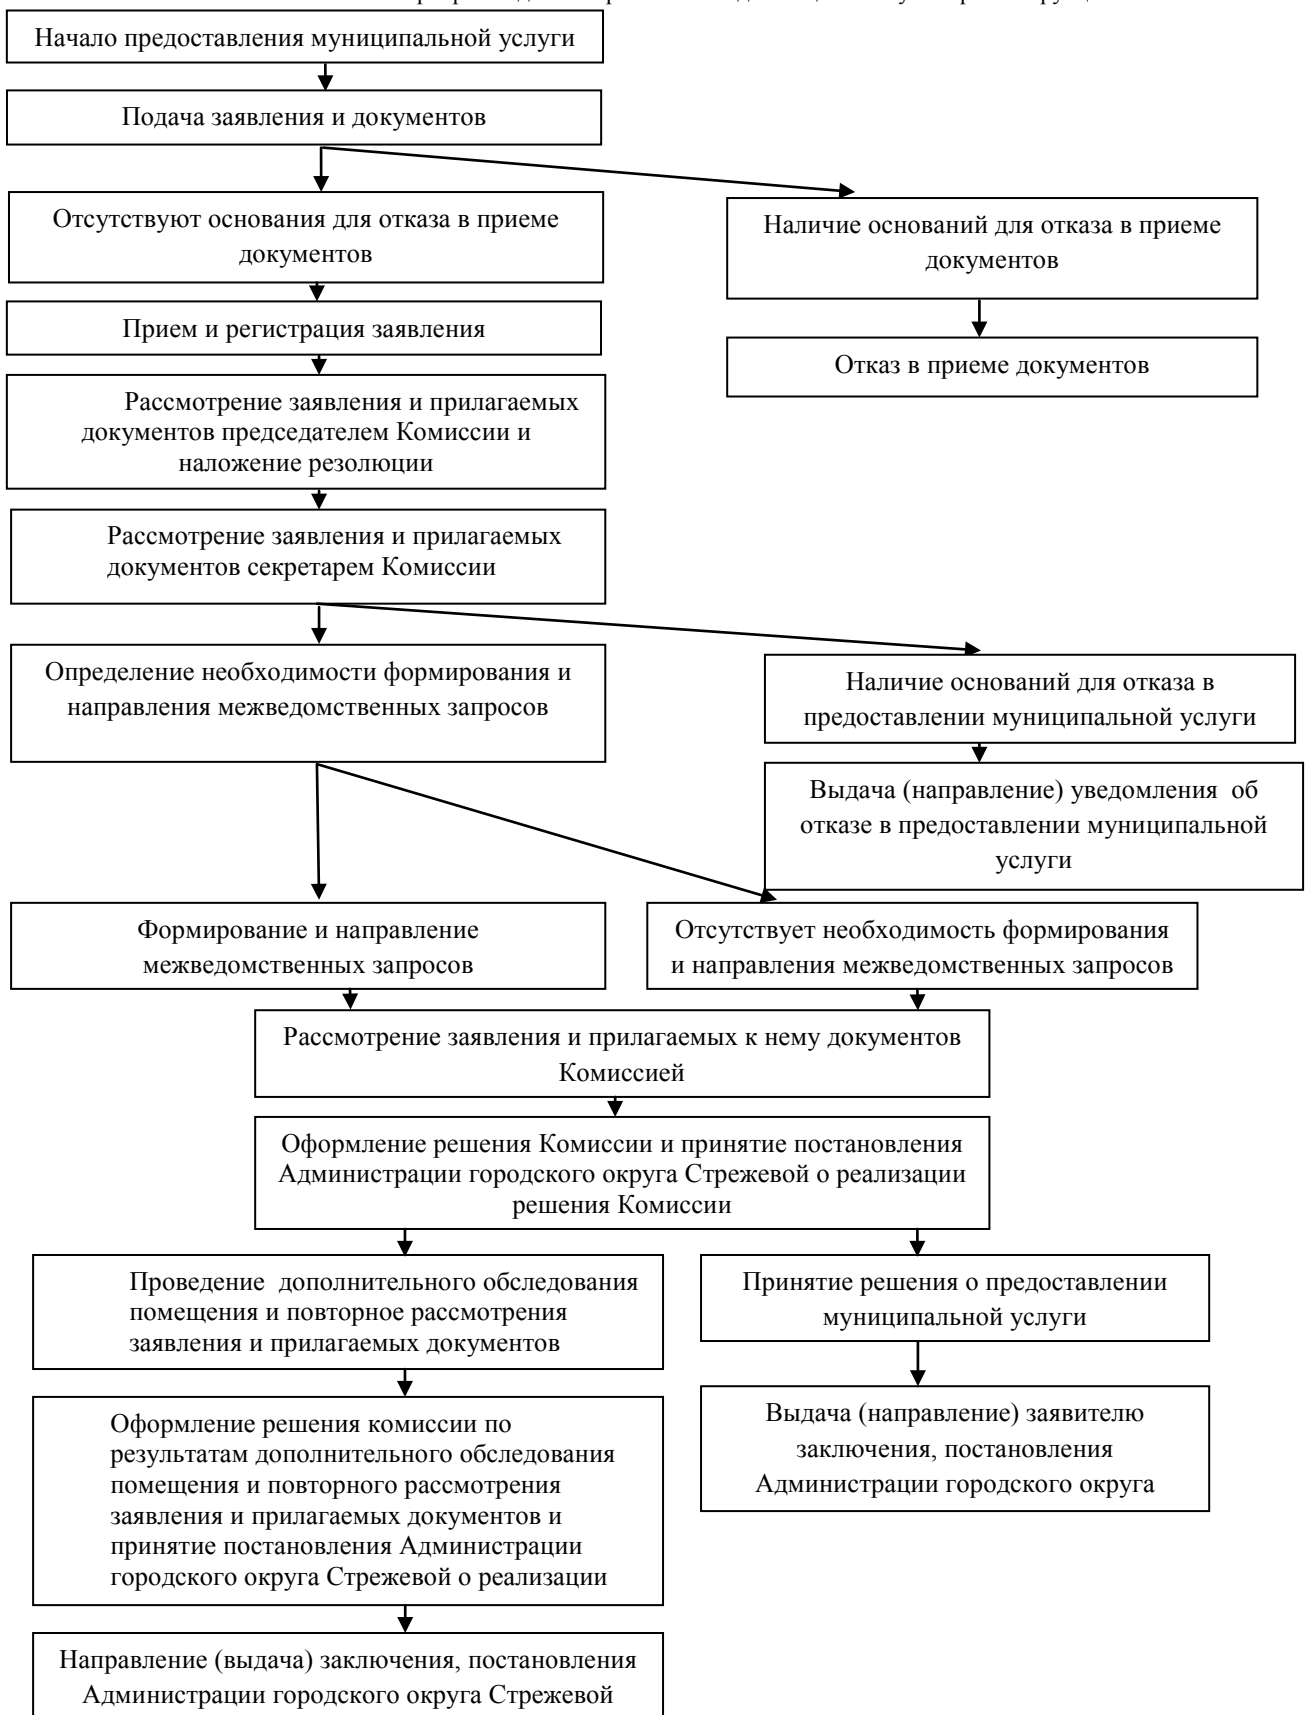 Начало предоставления муниципальной услуги
Подача заявления и документов
Отсутствуют основания для отказа в приеме
документов
Наличие оснований для отказа в приеме
документов
Прием и регистрация заявления
Отказ в приеме документов
Рассмотрение заявления и прилагаемых
документов председателем Комиссии и
наложение резолюции
Рассмотрение заявления и прилагаемых
документов секретарем Комиссии
Определение необходимости формирования и
направления межведомственных запросов
Наличие оснований для отказа в
предоставлении муниципальной услуги
Выдача (направление) уведомления об
отказе в предоставлении муниципальной
услуги
Формирование и направление
межведомственных запросов
Отсутствует необходимость формирования
и направления межведомственных запросов
Рассмотрение заявления и прилагаемых к нему документов
Комиссией
Оформление решения Комиссии и принятие постановления
Администрации городского округа Стрежевой о реализации
решения Комиссии
Проведение дополнительного обследования
помещения и повторное рассмотрения
заявления и прилагаемых документов
Принятие решения о предоставлении
муниципальной услуги
Выдача (направление) заявителю
заключения, постановления
Администрации городского округа
Оформление решения комиссии по
результатам дополнительного обследования
помещения и повторного рассмотрения
заявления и прилагаемых документов и
принятие постановления Администрации
городского округа Стрежевой о реализации
Направление (выдача) заключения, постановления
Администрации городского округа Стрежевой